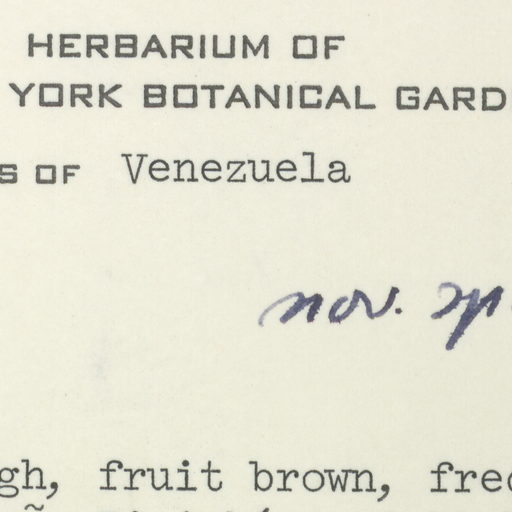 HERBARIUM OF
YORK BOTANICAL GARD
S OF Venezuela
nov. sp
gh, fruit brown, fre